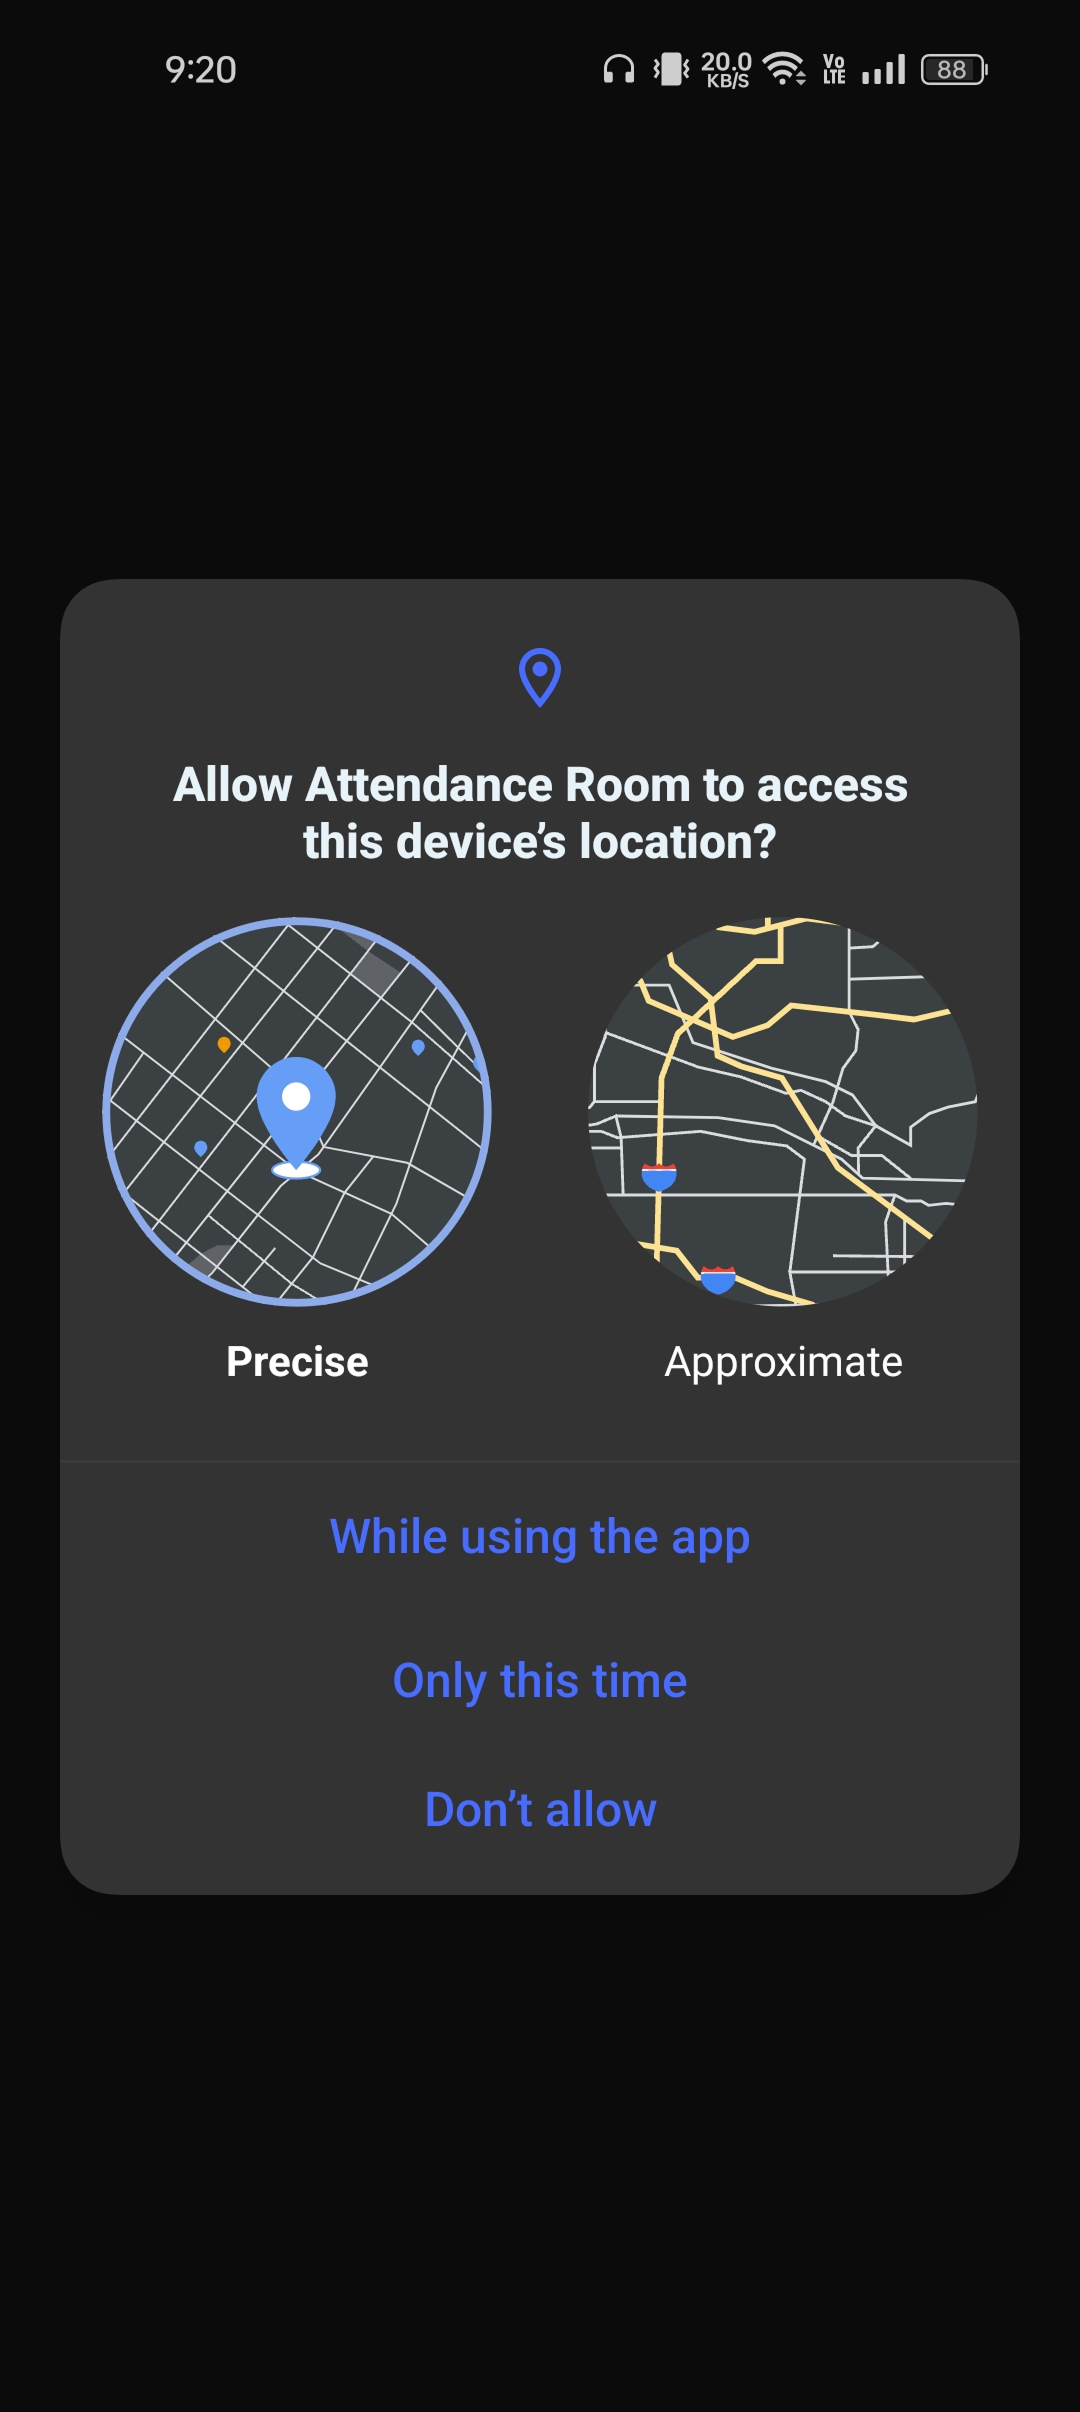 9:20
20.0
KB/S
Vo
LTE
88
Allow Attendance Room to access
this device’s location?
Precise
Approximate
While using the app
Only this time
Don’t allow